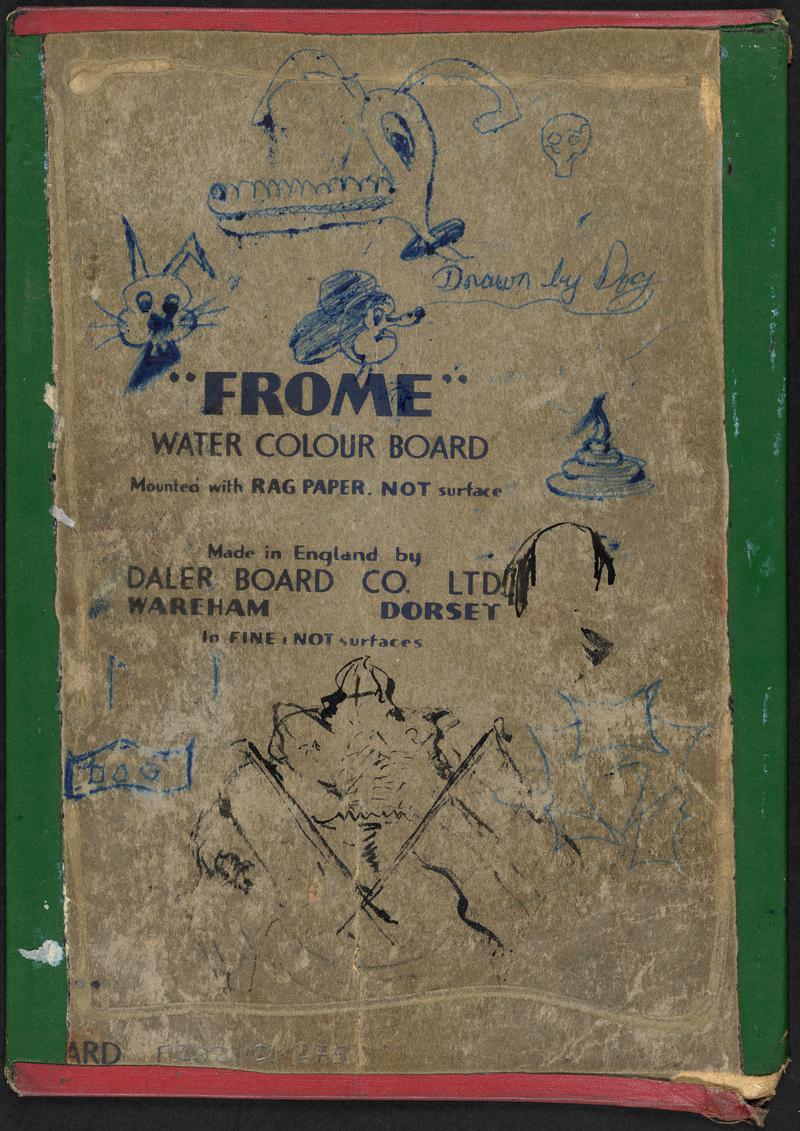 Drawn by Dog
"FROME"
WATER COLOUR BOARD
Mounted with RAG PAPER. NOT surface
Made in England by
DALER BOARD CO. LTD
WAREHAM DORSET
In FINE & NOT surfaces
DOG
ARD